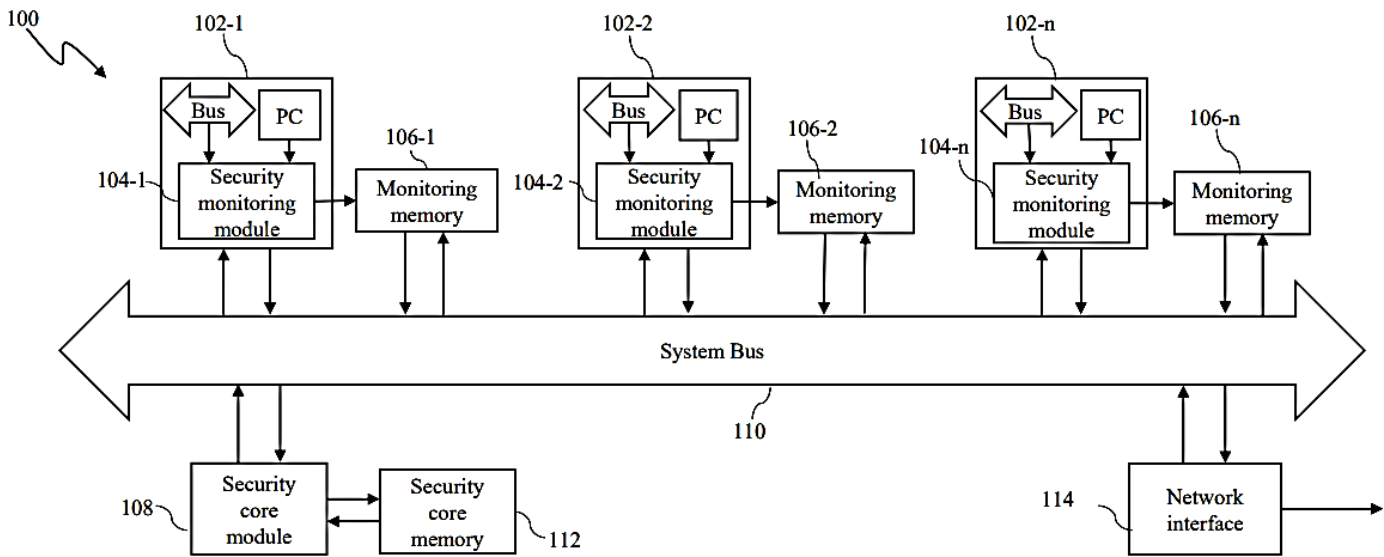 100
102-1
102-2
102-n
Bus
PC
Bus
PC
Bus
PC
106-1
106-2
106-n
104-1
Security
monitoring
module
Monitoring
memory
104-2
Security
monitoring
module
Monitoring
memory
104-n
Security
monitoring
module
Monitoring
memory
System Bus
110
108
Security
core
module
Security
core
memory
112
114
Network
interface